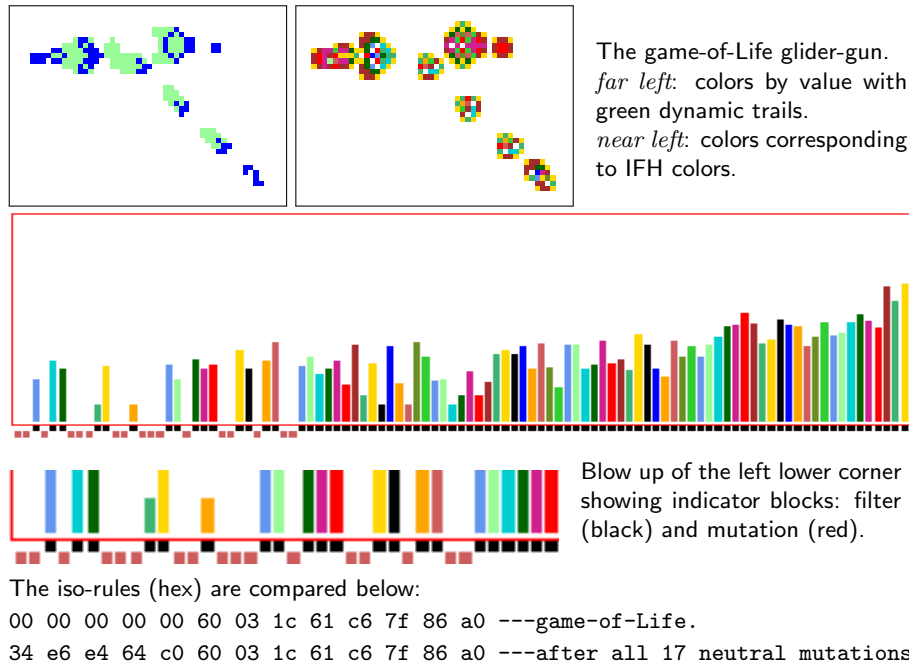 The game-of-Life glider-gun.
far left: colors by value with
green dynamic trails.
near left: colors corresponding
to IFH colors.
Blow up of the left lower corner
showing indicator blocks: filter
(black) and mutation (red).
The iso-rules (hex) are compared below:
00 00 00 00 00 60 03 1c 61 c6 7f 86 a0 ---game-of-Life.
34 e6 e4 64 c0 60 03 1c 61 c6 7f 86 a0 ---after all 17 neutral mutations